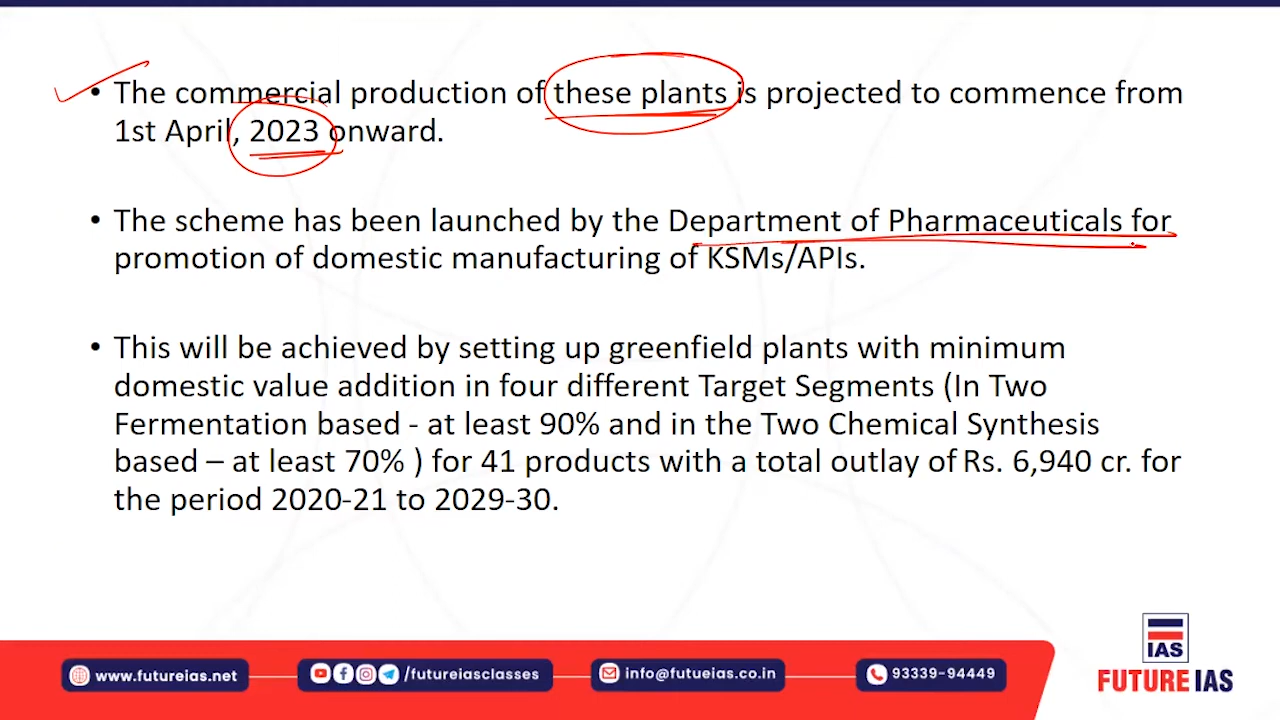 • The commercial production of these plants is projected to commence from
1st April, 2023 onward.
• The scheme has been launched by the Department of Pharmaceuticals for
promotion of domestic manufacturing of KSMs/APIs.
• This will be achieved by setting up greenfield plants with minimum
domestic value addition in four different Target Segments (In Two
Fermentation based - at least 90% and in the Two Chemical Synthesis
based – at least 70% ) for 41 products with a total outlay of Rs. 6,940 cr. for
the period 2020-21 to 2029-30.
IAS
FUTURE IAS
www.futureias.net
/futureiasclasses
info@futueias.co.in
93339-94449